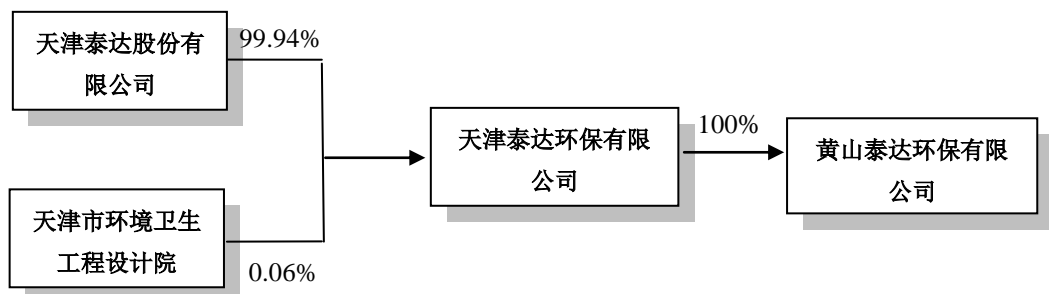 天津泰达股份有
限公司
99.94%
天津市环境卫生
工程设计院
0.06%
天津泰达环保有限
公司
100%
黄山泰达环保有限
公司